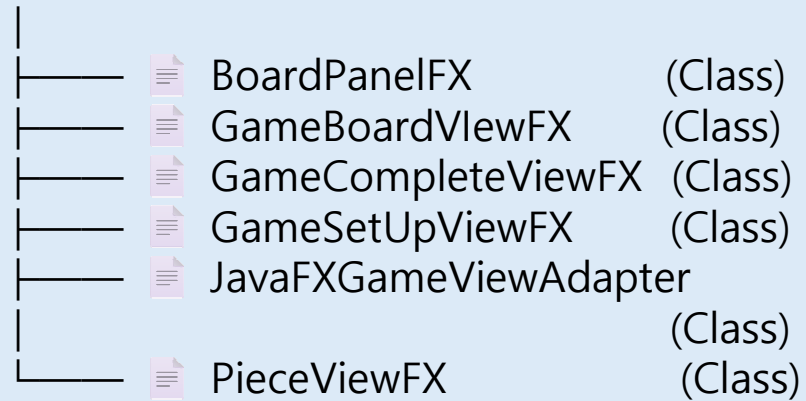 BoardPanelFX (Class)
GameBoardVIewFX (Class)
GameCompleteViewFX (Class)
GameSetUpViewFX (Class)
JavaFXGameViewAdapter
(Class)
PieceViewFX (Class)